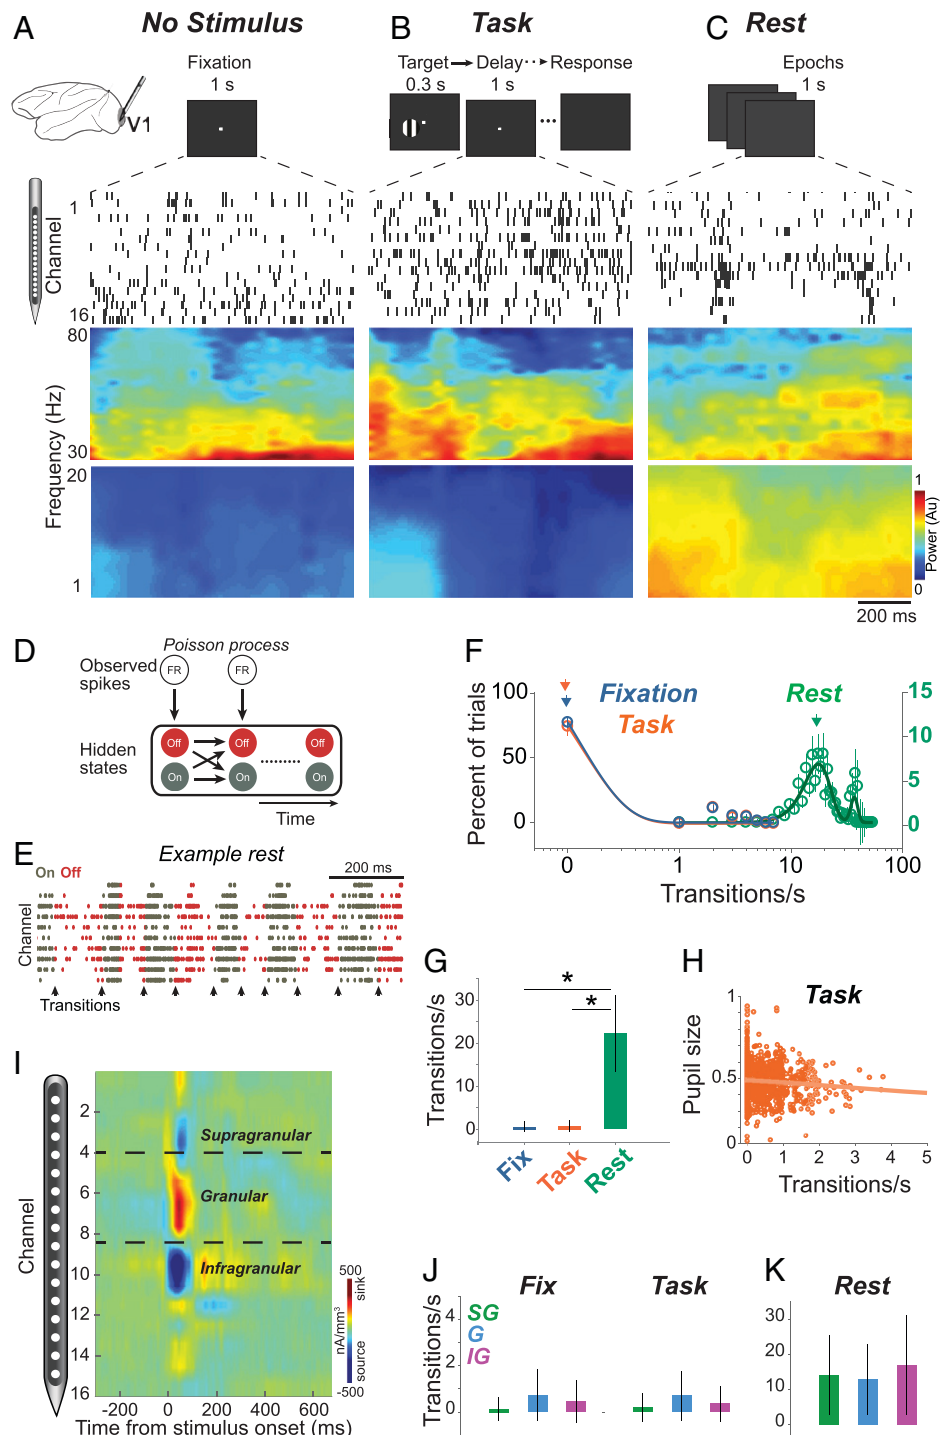 A No Stimulus
Fixation
1 s
V1
B Task
Target Delay Response
0.3 s 1 s
C Rest
Epochs
1 s
Channel
1
16
Frequency (Hz)
80
30
20
1
1
0
Power (Au)
200 ms
D
Poisson process
Observed spikes
FR FR
Hidden states
Off Off Off
On On On
Time
E Example rest
On Off
200 ms
Channel
Transitions
F
Fixation
Task
Rest
Percent of trials
100
50
0
15
10
5
0
0 1 10 100
Transitions/s
G
Transitions/s
30
20
10
0
* *
Fix Task Rest
H Task
Pupil size
1
0.5
0
0 1 2 3 4 5
Transitions/s
I
Channel
2
4
6
8
10
12
14
16
Supragranular
Granular
Infragranular
500
-500
nA/mm³
source sink
-200 0 200 400 600
Time from stimulus onset (ms)
J Fix Task
Transitions/s
4
2
0
SG
G
IG
K Rest
30
20
10
0